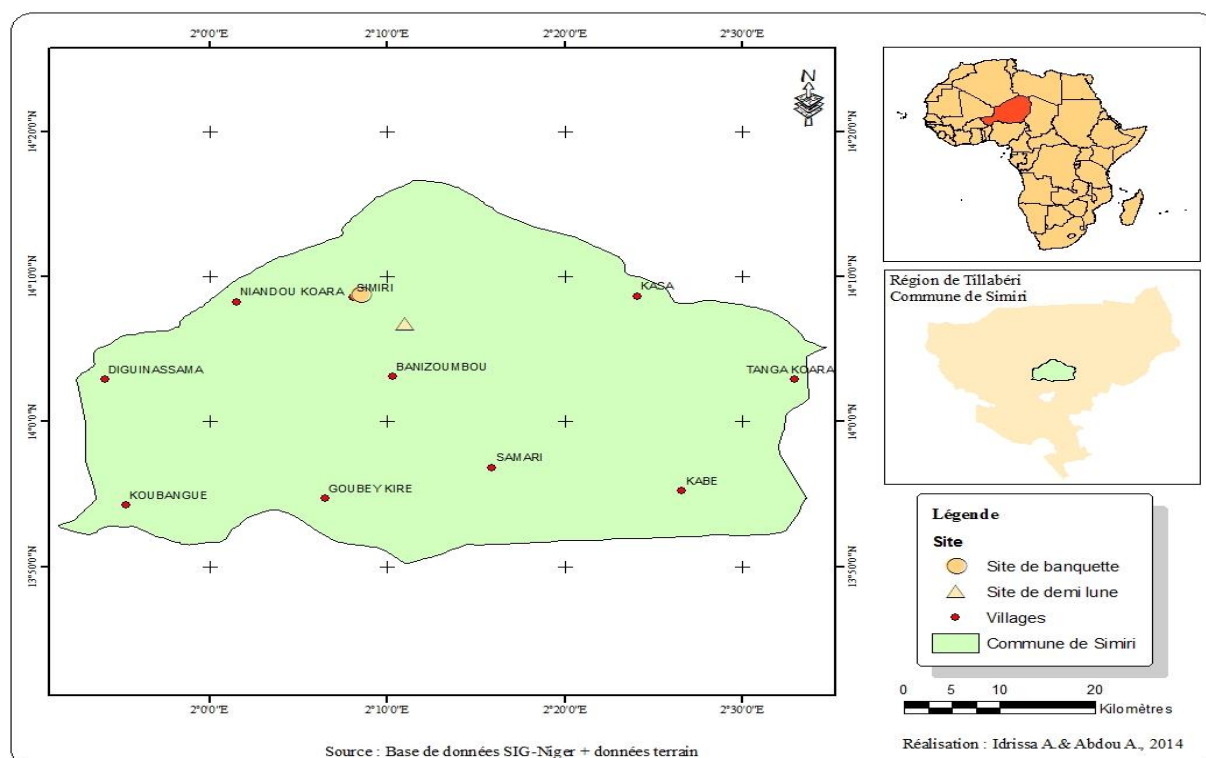 2°0'0"E 2°10'0"E 2°20'0"E 2°30'0"E
N
14°20'0"N 14°20'0"N
14°10'0"N 14°10'0"N
14°0'0"N 14°0'0"N
13°50'0"N 13°50'0"N
NIANDOU KOARA
SIMIRI
KASA
DIGUINASSAMA
BANIZOUMBOU
TANGA KOARA
SAMARI
KABE
KOUBANGUE
GOUBEY KIRE
2°0'0"E 2°10'0"E 2°20'0"E 2°30'0"E
Source : Base de données SIG-Niger + données terrain
Région de Tillabéri
Commune de Simiri
Légende
Site
Site de banquette
Site de demi lune
Villages
Commune de Simiri
0 5 10 20
Kilomètres
Réalisation : Idrissa A.& Abdou A., 2014